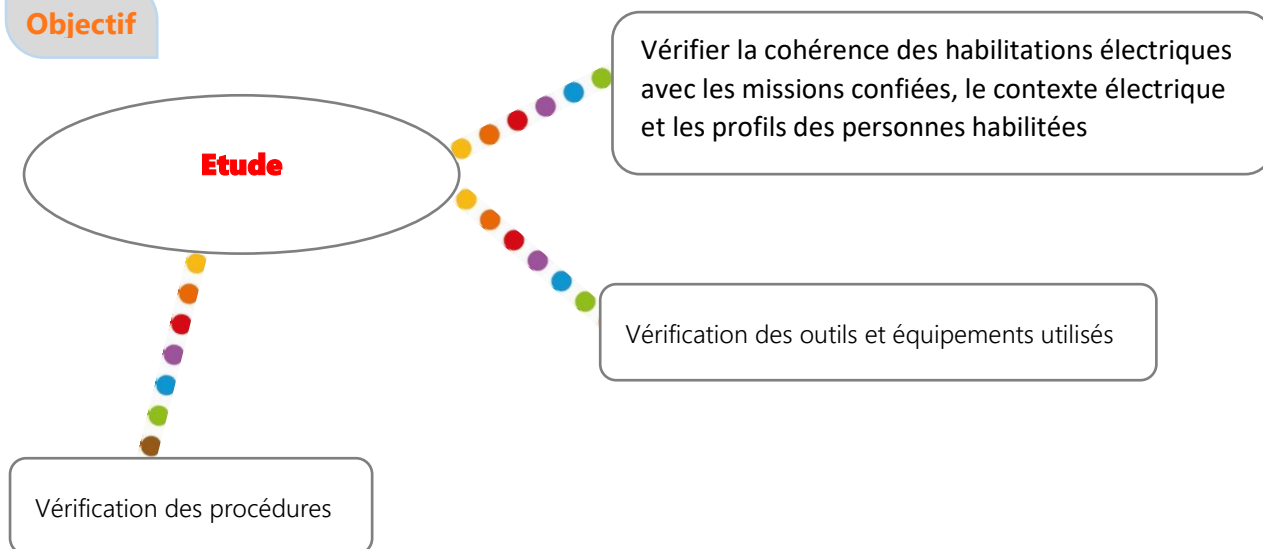 Objectif
Vérifier la cohérence des habilitations électriques
avec les missions confiées, le contexte électrique
et les profils des personnes habilitées
Etude
Vérification des outils et équipements utilisés
Vérification des procédures